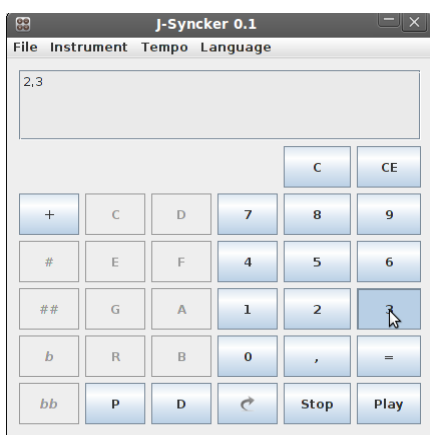 J-Syncker 0.1
File Instrument Tempo Language
2,3
C CE
+ C D 7 8 9
# E F 4 5 6
## G A 1 2 3
b R B 0 , =
bb P D Stop Play